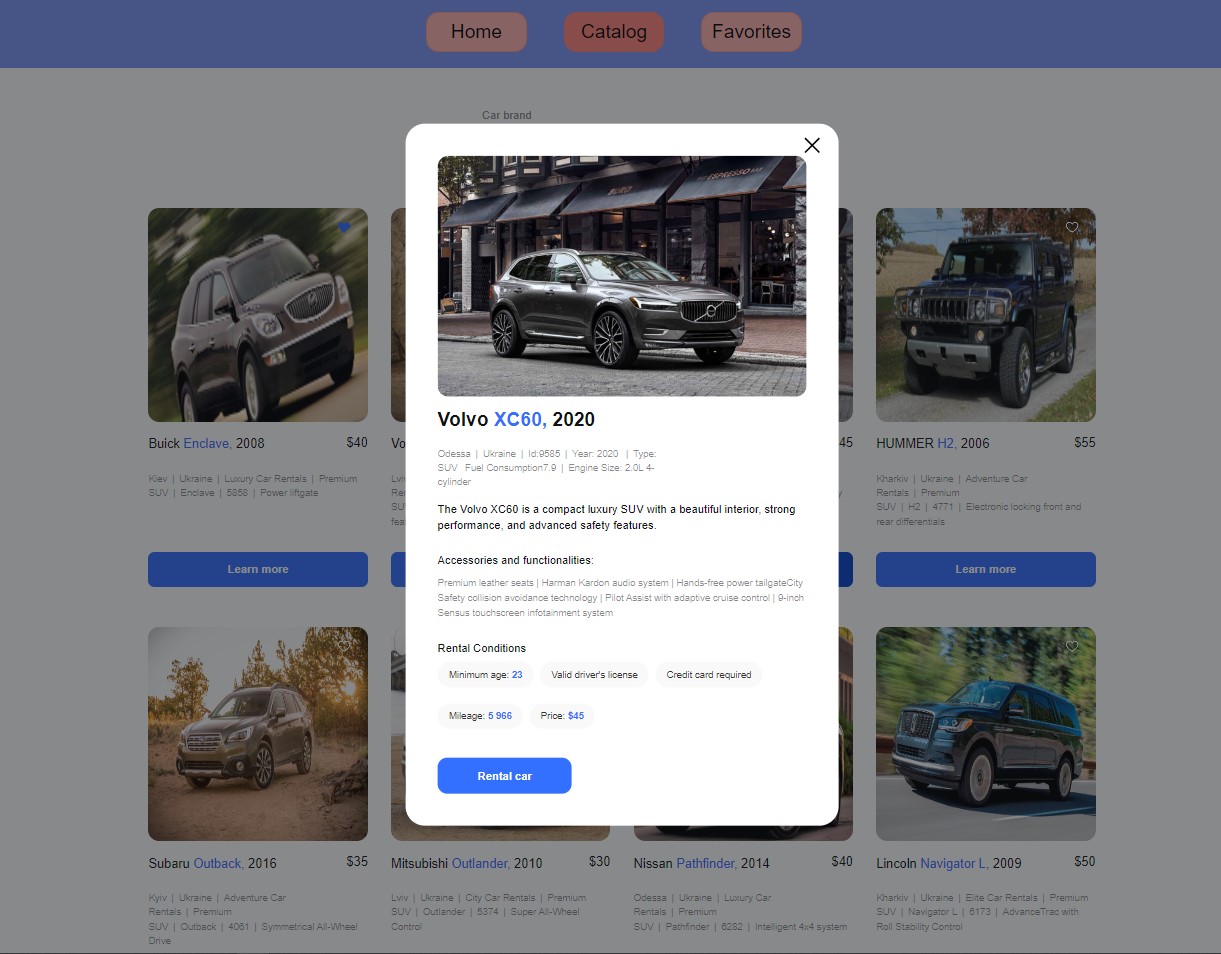 Home
Catalog
Favorites
Car brand
ESPRESSO
Volvo XC60, 2020
Odessa | Ukraine | Id:9585 | Year: 2020 | Type:
SUV Fuel Consumption7.9 | Engine Size: 2.0L 4-
cylinder
The Volvo XC60 is a compact luxury SUV with a beautiful interior, strong
performance, and advanced safety features.
Accessories and functionalities:
Premium leather seats | Harman Kardon audio system | Hands-free power tailgateCity
Safety collision avoidance technology | Pilot Assist with adaptive cruise control | 9-inch
Sensus touchscreen infotainment system
Rental Conditions
Minimum age: 23
Valid driver's license
Credit card required
Mileage: 5 966
Price: $45
Rental car
Buick Enclave, 2008
$40
Kiev | Ukraine | Luxury Car Rentals | Premium
SUV | Enclave | 5858 | Power liftgate
Learn more
Vo
Lvi
Re
SU
fea
45
HUMMER H2, 2006
$55
Kharkiv | Ukraine | Adventure Car
Rentals | Premium
SUV | H2 | 4771 | Electronic locking front and
rear differentials
Learn more
Subaru Outback, 2016
$35
Kyiv | Ukraine | Adventure Car
Rentals | Premium
SUV | Outback | 4061 | Symmetrical All-Wheel
Drive
Mitsubishi Outlander, 2010
$30
Lviv | Ukraine | City Car Rentals | Premium
SUV | Outlander | 5374 | Super All-Wheel
Control
Nissan Pathfinder, 2014
$40
Odessa | Ukraine | Luxury Car
Rentals | Premium
SUV | Pathfinder | 6282 | Intelligent 4x4 system
Lincoln Navigator L, 2009
$50
Kharkiv | Ukraine | Elite Car Rentals | Premium
SUV | Navigator L | 6173 | AdvanceTrac with
Roll Stability Control